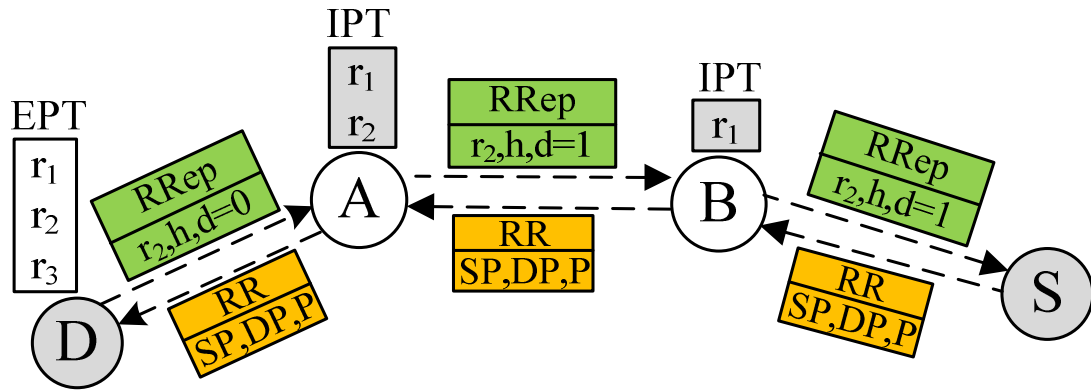 IPT
r1
r2
RRep
r2,h,d=1
IPT
r1
EPT
r1
r2
r3
RRep
r2,h,d=0
RRep
r2,h,d=1
A
B
RR
SP,DP,P
RR
SP,DP,P
RR
SP,DP,P
D
S